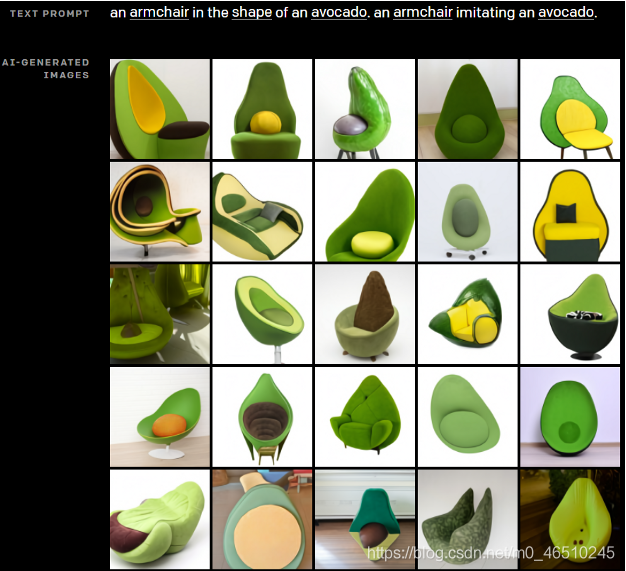 TEXT PROMPT
an armchair in the shape of an avocado. an armchair imitating an avocado.
AI-GENERATED
IMAGES
https://blog.csdn.net/m0_46510245